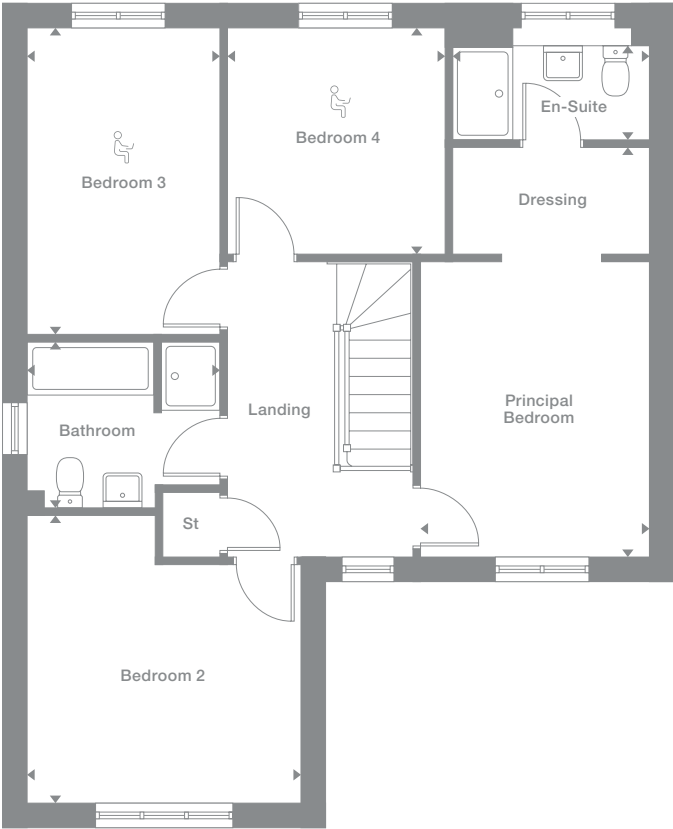 En-Suite
Bedroom 4
Bedroom 3
Dressing
Principal
Bedroom
Landing
Bathroom
St
Bedroom 2